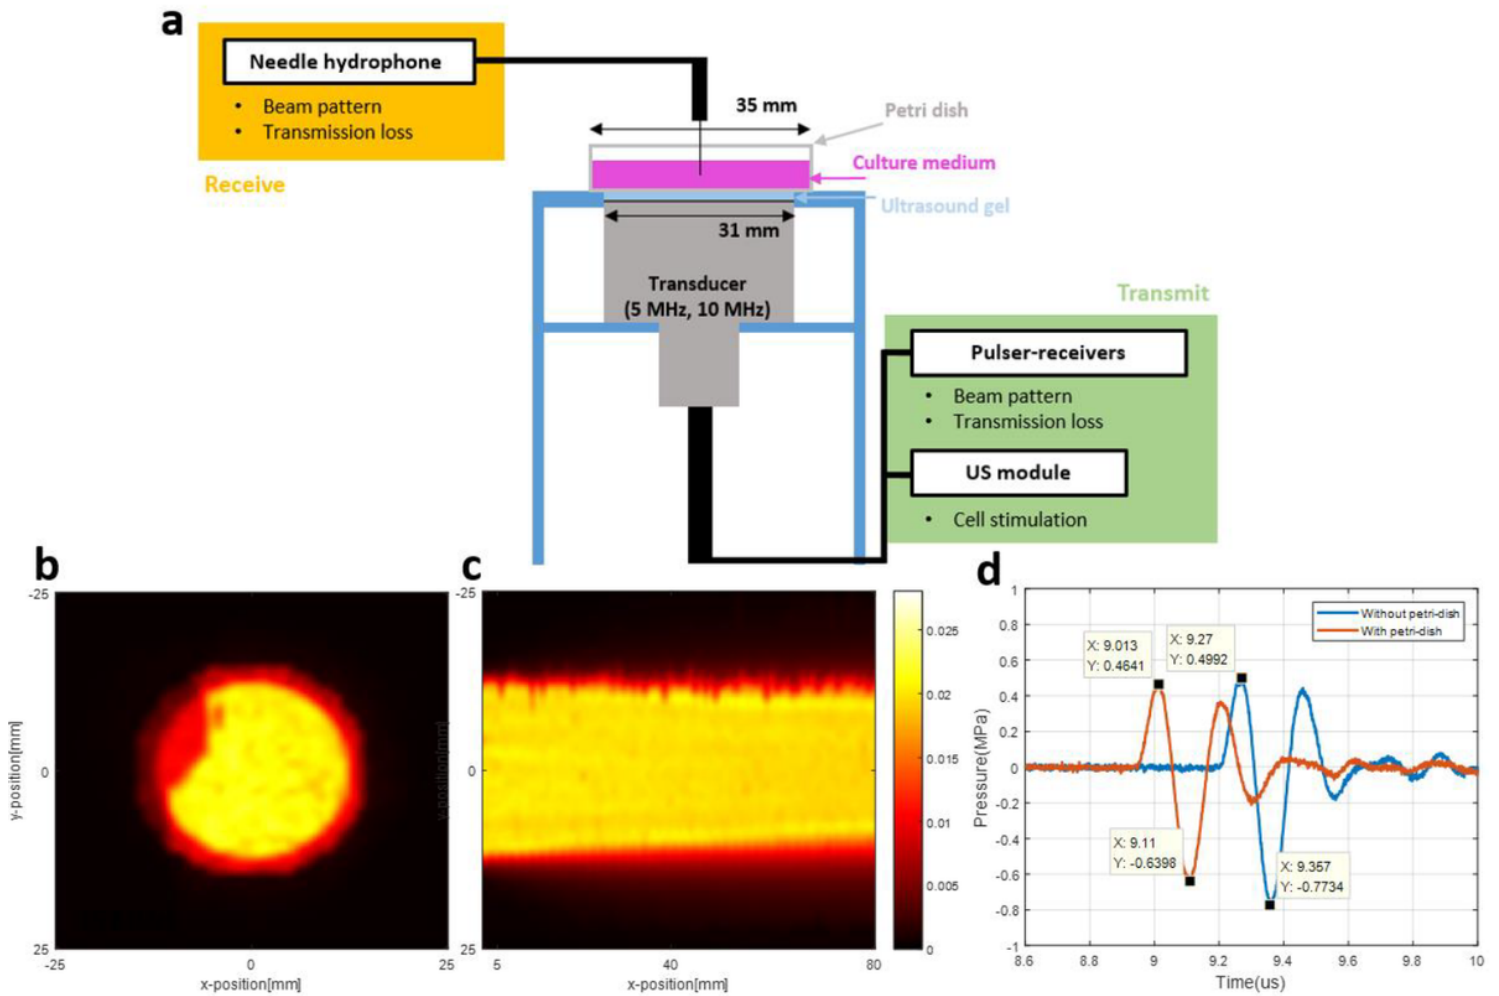 a
Needle hydrophone
• Beam pattern
• Transmission loss
Receive
35 mm
Petri dish
Culture medium
Ultrasound gel
31 mm
Transducer
(5 MHz, 10 MHz)
Transmit
Pulser-receivers
• Beam pattern
• Transmission loss
US module
• Cell stimulation
b
-25
0
25
y-position[mm]
-25
0
25
x-position[mm]
c
-25
0
25
y-position[mm]
5
40
80
x-position[mm]
0.025
0.02
0.015
0.01
0.005
0
d
1
0.8
0.6
0.4
0.2
0
-0.2
-0.4
-0.6
-0.8
-1
Pressure(MPa)
Without petri-dish
With petri-dish
X: 9.013
Y: 0.4641
X: 9.27
Y: 0.4992
X: 9.11
Y: -0.6398
X: 9.357
Y: -0.7734
8.6
8.8
9
9.2
9.4
9.6
9.8
10
Time(us)